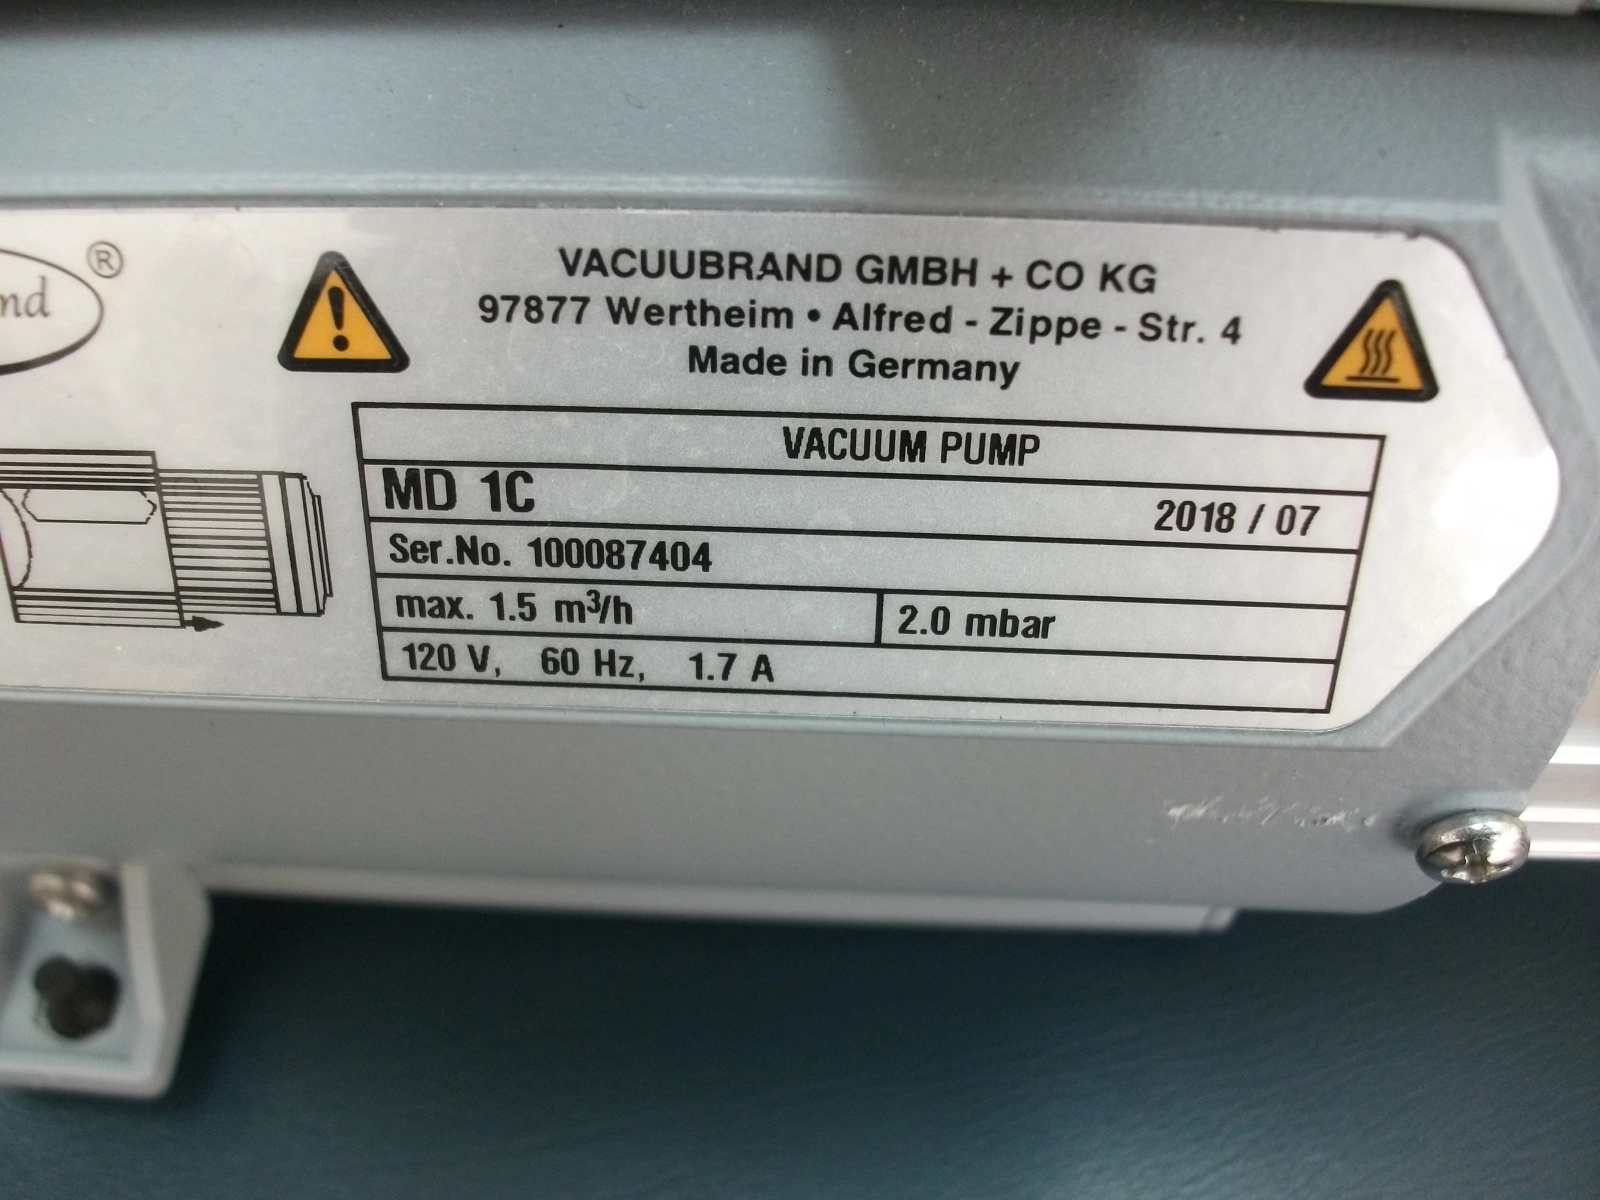 nd ®
VACUUBRAND GMBH + CO KG
97877 Wertheim • Alfred - Zippe - Str. 4
Made in Germany
VACUUM PUMP
MD 1C 2018 / 07
Ser.No. 100087404
max. 1.5 m³/h 2.0 mbar
120 V, 60 Hz, 1.7 A